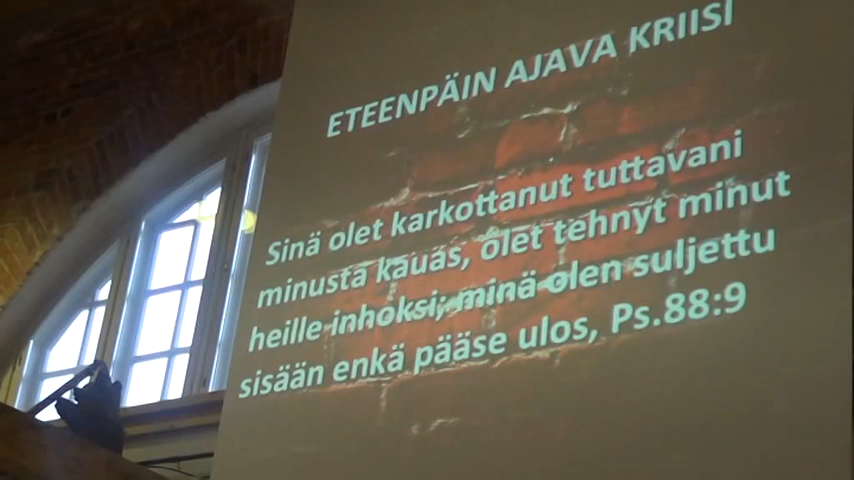 ETEENPÄIN AJAVA KRIISI
Sinä olet karkottanut tuttavani
minusta kauas, olet tehnyt minut
heille inhoksi; minä olen suljettu
sisään enkä pääse ulos, Ps.88:9